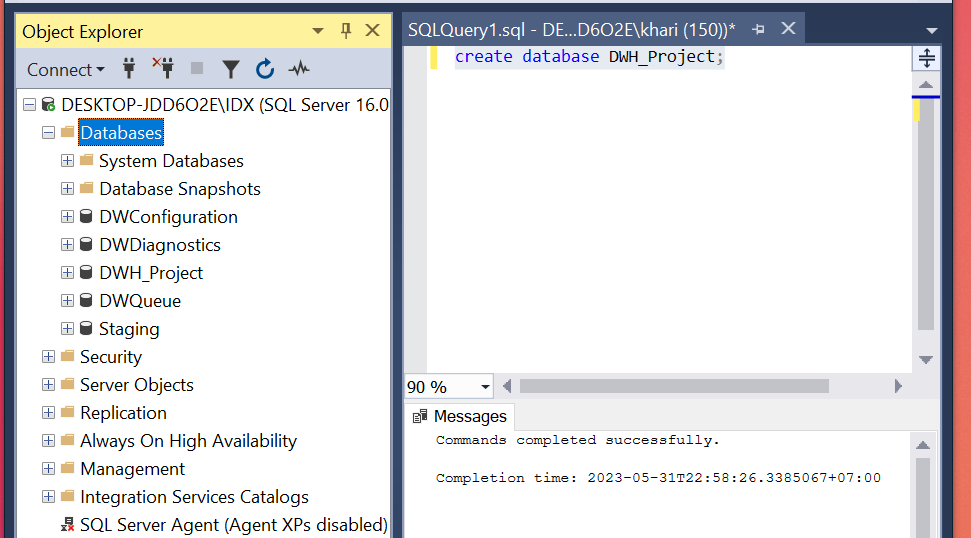 Object Explorer
Connect
DESKTOP-JDD6O2E\IDX (SQL Server 16.0
Databases
System Databases
Database Snapshots
DWConfiguration
DWDiagnostics
DWH_Project
DWQueue
Staging
Security
Server Objects
Replication
Always On High Availability
Management
Integration Services Catalogs
SQL Server Agent (Agent XPs disabled)
SQLQuery1.sql - DE...D6O2E\khari (150))*
create database DWH_Project;
90 %
Messages
Commands completed successfully.
Completion time: 2023-05-31T22:58:26.3385067+07:00